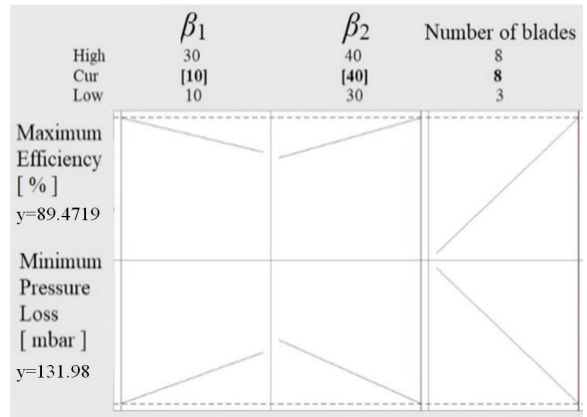 β1 β2 Number of blades
High 30 40 8
Cur [10] [40] 8
Low 10 30 3
Maximum
Efficiency
[ % ]
y=89.4719
Minimum
Pressure
Loss
[ mbar ]
y=131.98